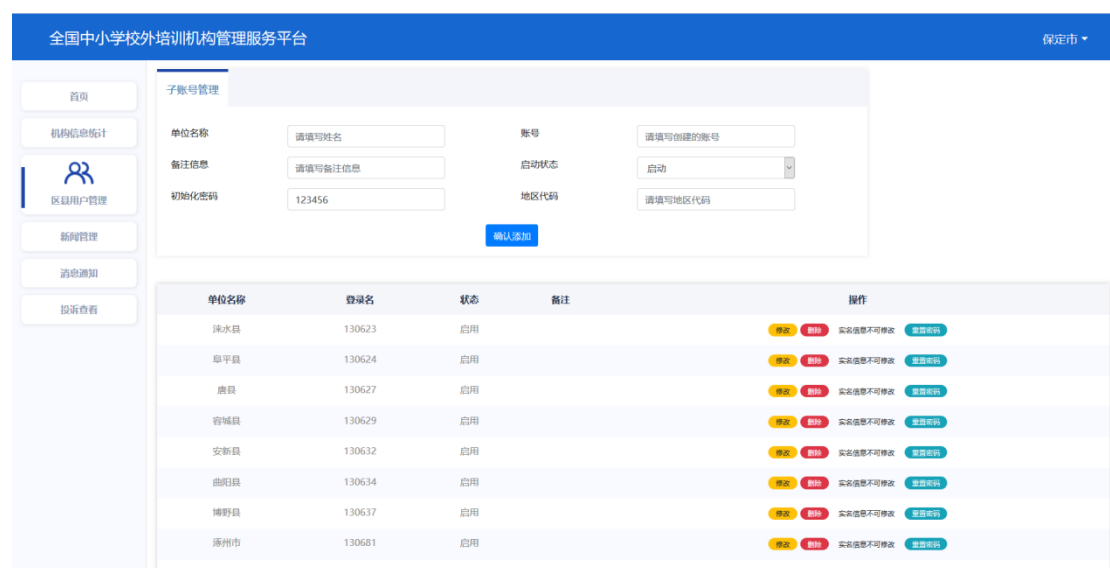 全国中小学校外培训机构管理服务平台 保定市
首页
机构信息统计
区县用户管理
新闻管理
消息通知
投诉查看
子账号管理
单位名称 请填写姓名 账号 请填写创建的账号
备注信息 请填写备注信息 启动状态 启动
初始化密码 123456 地区代码 请填写地区代码
确认添加
单位名称 登录名 状态 备注 操作
涞水县 130623 启用 修改 删除 实名信息不可修改 重置密码
阜平县 130624 启用 修改 删除 实名信息不可修改 重置密码
唐县 130627 启用 修改 删除 实名信息不可修改 重置密码
容城县 130629 启用 修改 删除 实名信息不可修改 重置密码
安新县 130632 启用 修改 删除 实名信息不可修改 重置密码
曲阳县 130634 启用 修改 删除 实名信息不可修改 重置密码
博野县 130637 启用 修改 删除 实名信息不可修改 重置密码
涿州市 130681 启用 修改 删除 实名信息不可修改 重置密码